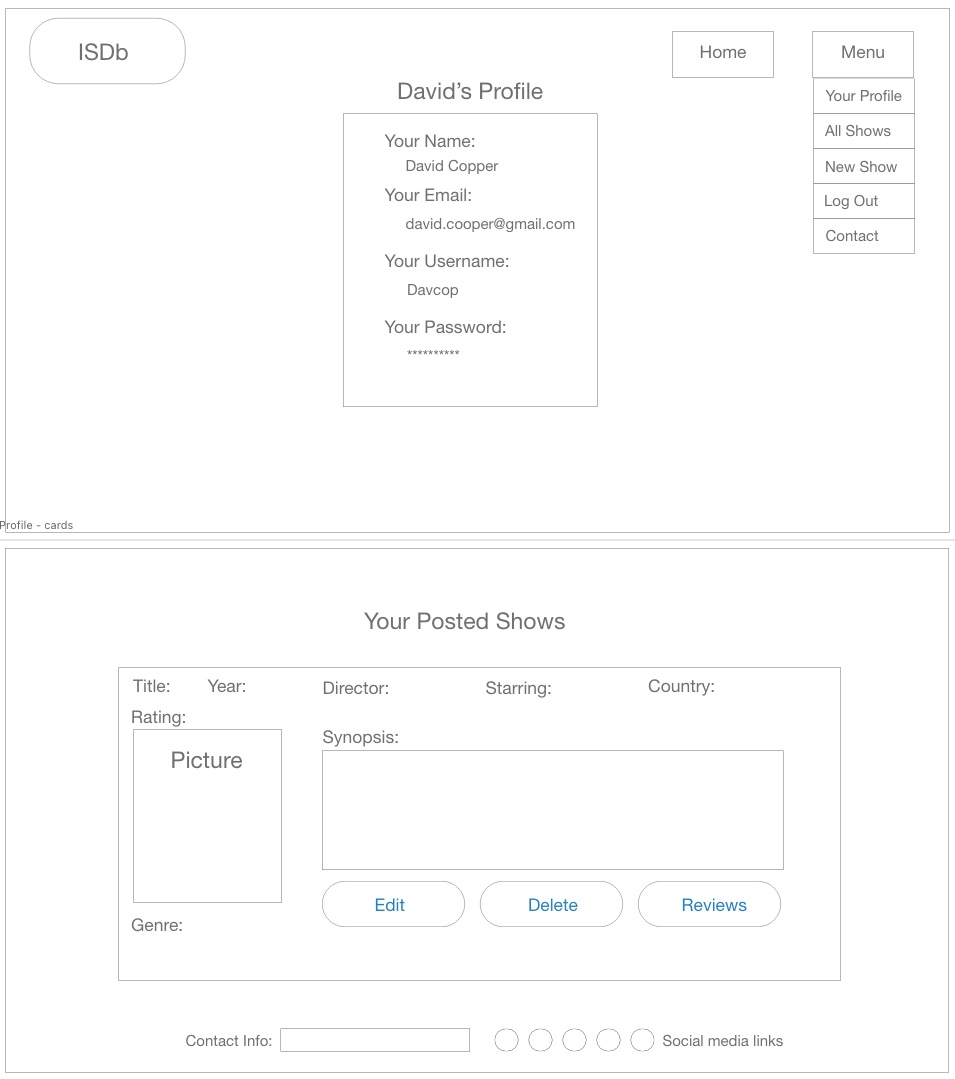 ISDb
Home
Menu
Your Profile
All Shows
New Show
Log Out
Contact
David's Profile
Your Name:
David Copper
Your Email:
david.cooper@gmail.com
Your Username:
Davcop
Your Password:
**********
Profile - cards
Your Posted Shows
Title: Year: Director: Starring: Country:
Rating:
Picture
Synopsis:
Edit Delete Reviews
Genre:
Contact Info: Social media links